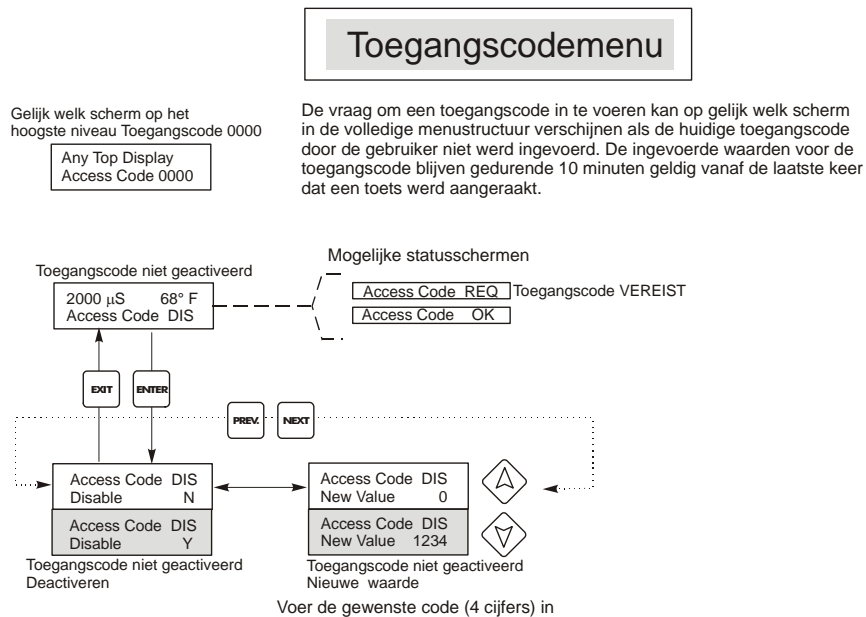 Toegangscodemenu
Gelijk welk scherm op het
hoogste niveau Toegangscode 0000
Any Top Display
Access Code 0000
De vraag om een toegangscode in te voeren kan op gelijk welk scherm
in de volledige menustructuur verschijnen als de huidige toegangscode
door de gebruiker niet werd ingevoerd. De ingevoerde waarden voor de
toegangscode blijven gedurende 10 minuten geldig vanaf de laatste keer
dat een toets werd aangeraakt.
Mogelijke statusschermen
Toegangscode niet geactiveerd
2000 µS 68° F
Access Code DIS
Access Code REQ Toegangscode VEREIST
Access Code OK
EXIT ENTER
PREV. NEXT
Access Code DIS
Disable N
Access Code DIS
Disable Y
Toegangscode niet geactiveerd
Deactiveren
Access Code DIS
New Value 0
Access Code DIS
New Value 1234
Toegangscode niet geactiveerd
Nieuwe waarde
Voer de gewenste code (4 cijfers) in